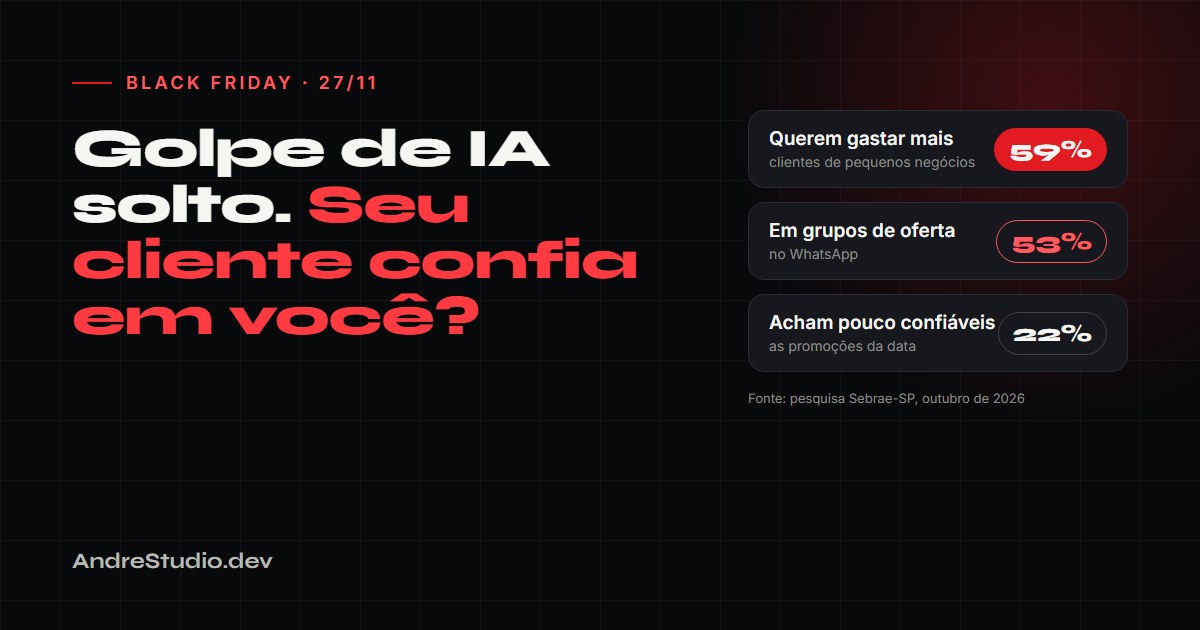 BLACK FRIDAY · 27/11
Golpe de IA
solto. Seu
cliente confia
em você?
Querem gastar mais
clientes de pequenos negócios
59%
Em grupos de oferta
no WhatsApp
53%
Acham pouco confiáveis
as promoções da data
22%
Fonte: pesquisa Sebrae-SP, outubro de 2026
AndreStudio.dev